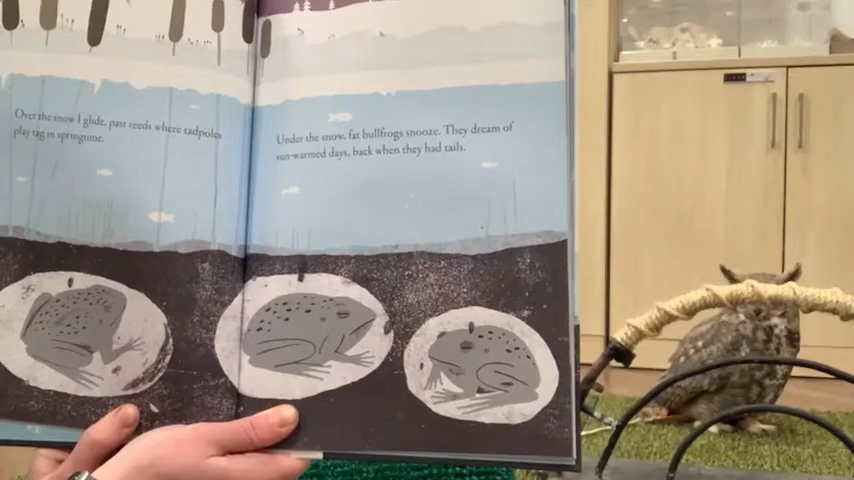 Over the snow I glide, past reeds where tadpoles
play tag in springtime.
Under the snow, fat bullfrogs snooze. They dream of
sun-warmed days, back when they had tails.